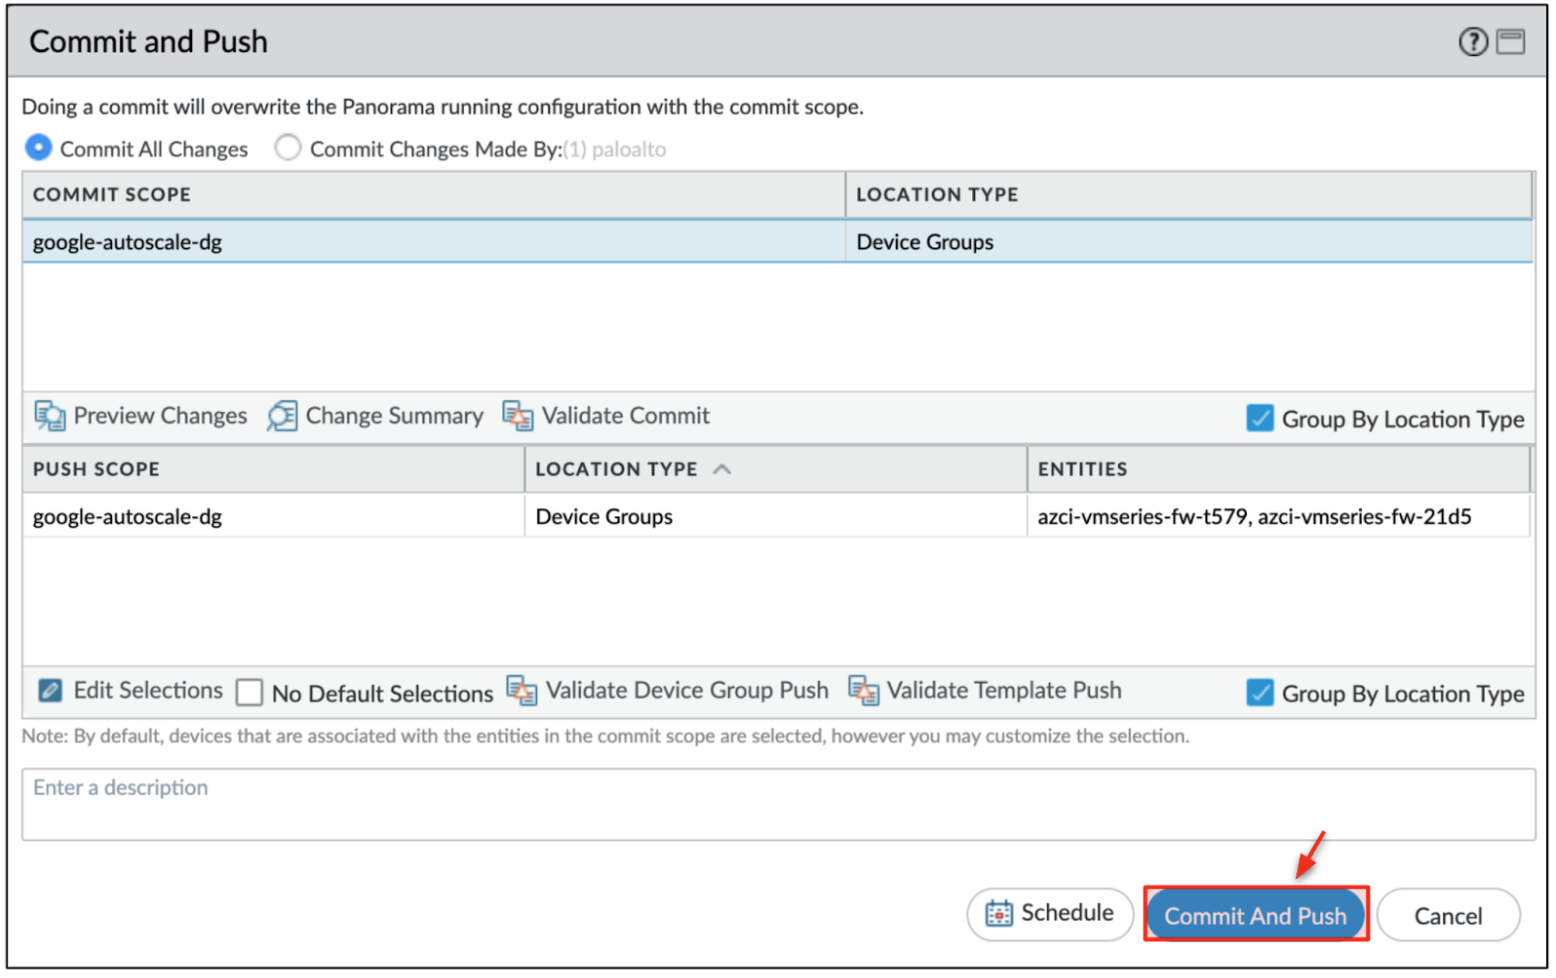 Commit and Push
Doing a commit will overwrite the Panorama running configuration with the commit scope.
Commit All Changes Commit Changes Made By:(1) paloalto
COMMIT SCOPE LOCATION TYPE
google-autoscale-dg Device Groups
Preview Changes Change Summary Validate Commit Group By Location Type
PUSH SCOPE LOCATION TYPE ENTITIES
google-autoscale-dg Device Groups azci-vmseries-fw-t579, azci-vmseries-fw-21d5
Edit Selections No Default Selections Validate Device Group Push Validate Template Push Group By Location Type
Note: By default, devices that are associated with the entities in the commit scope are selected, however you may customize the selection.
Enter a description
Schedule Commit And Push Cancel